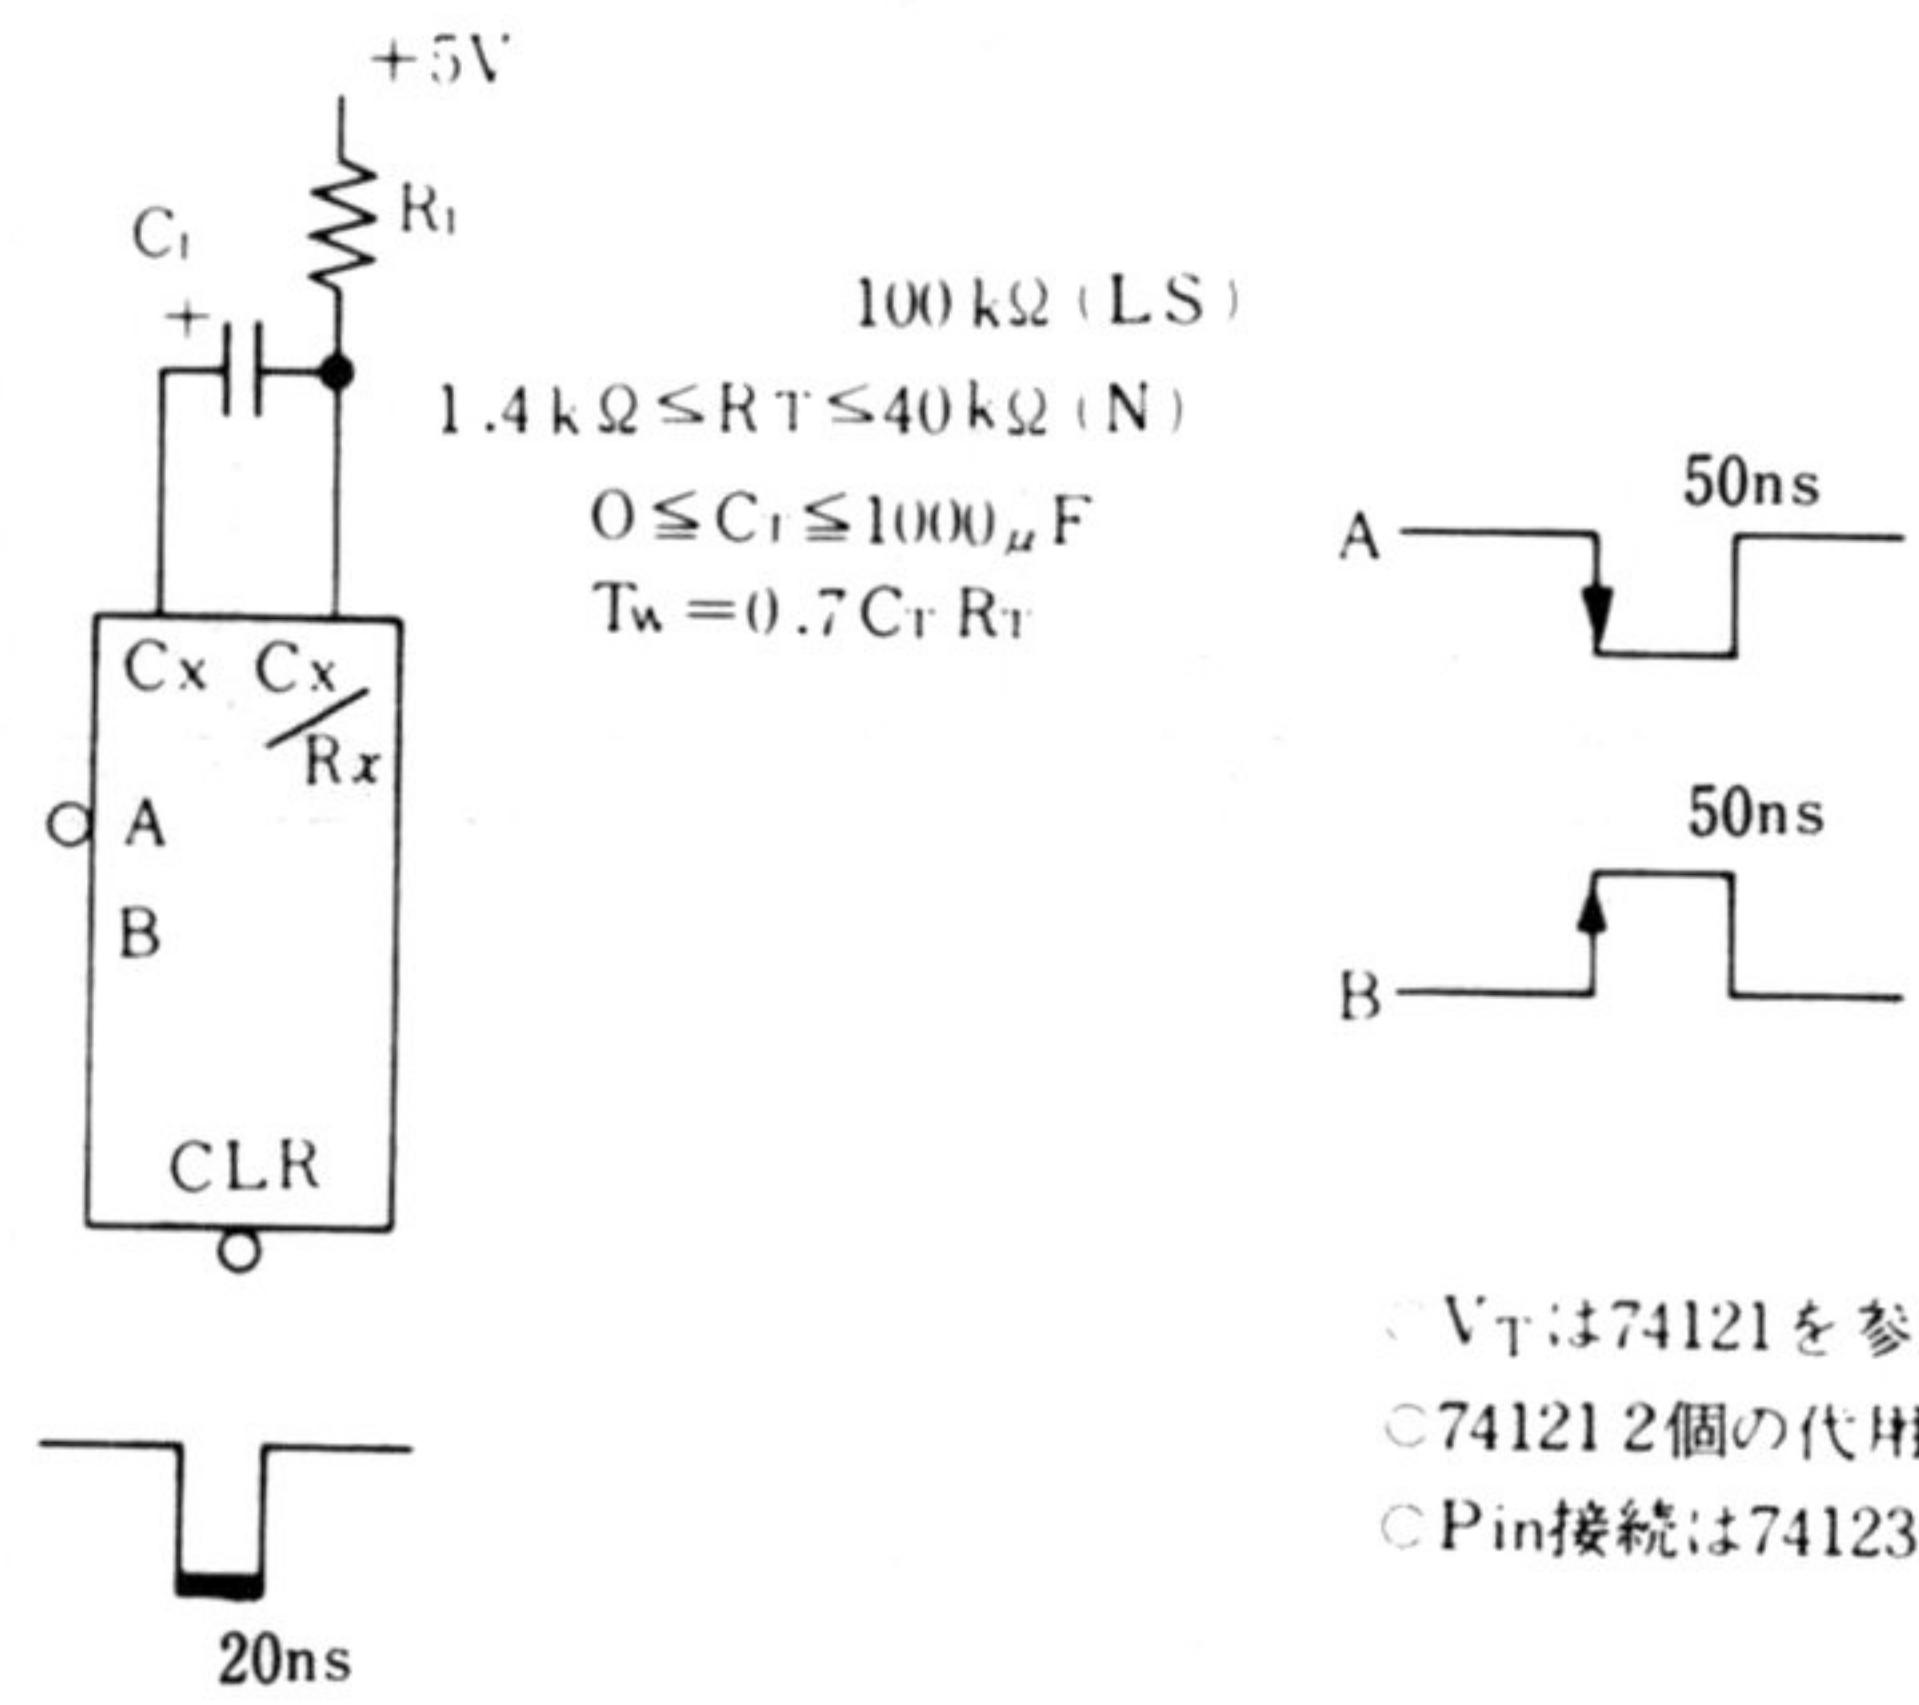 +5V
R₁
C₁
+
100kΩ(LS)
1.4kΩ≤RT≤40kΩ(N)
0≦CT≦1000μF
Tw=0.7CTRT
Cx Cx/Rx
A
B
CLR
20ns
50ns
A
50ns
B
○VTは74121を参
○74121 2個の代用
○Pin接続は74123